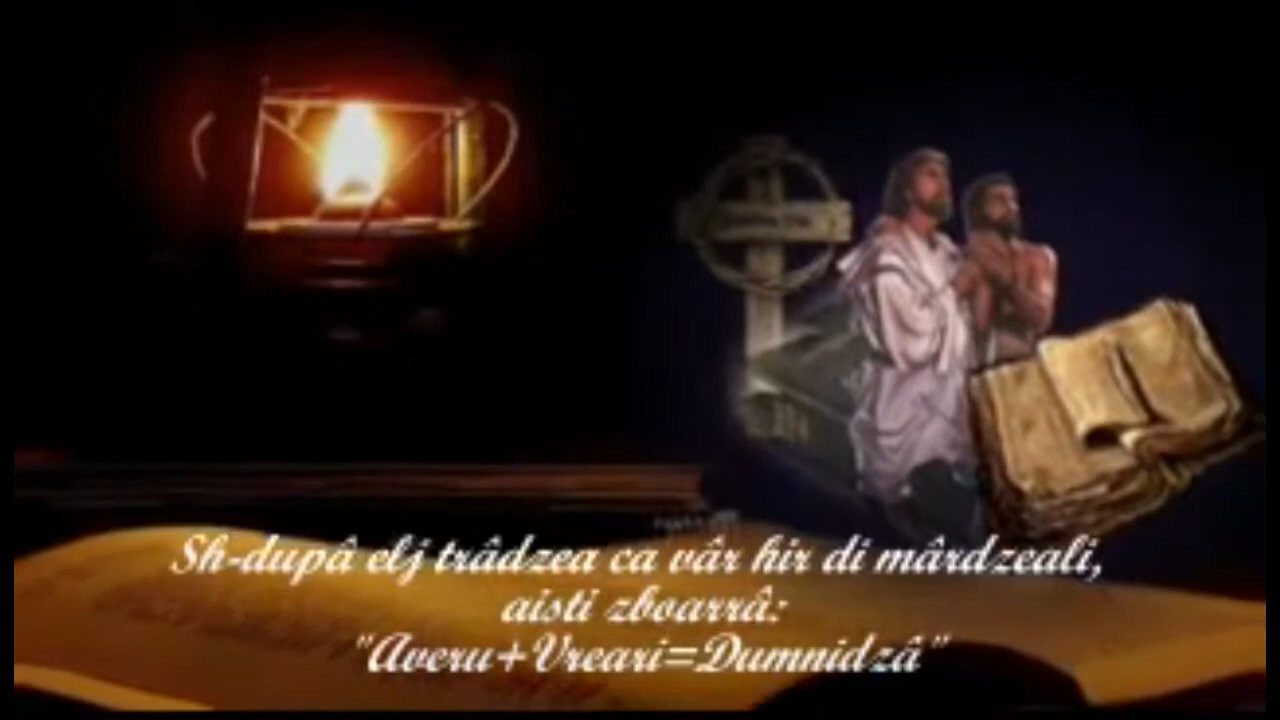 Sh-dupâ elj trâdzea ca vâr hir di mârdzeali,
aisti zboarrâ:
"Averu+Vreari=Dumnidzâ"